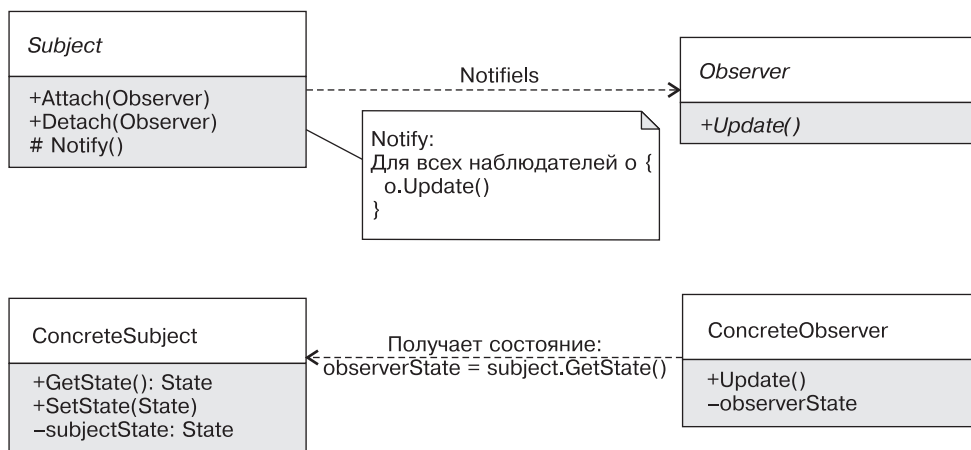 Subject
+Attach(Observer)
+Detach(Observer)
# Notify()
Notifiels
Observer
+Update()
Notify:
Для всех наблюдателей o {
o.Update()
}
ConcreteSubject
+GetState(): State
+SetState(State)
–subjectState: State
Получает состояние:
observerState = subject.GetState()
ConcreteObserver
+Update()
–observerState